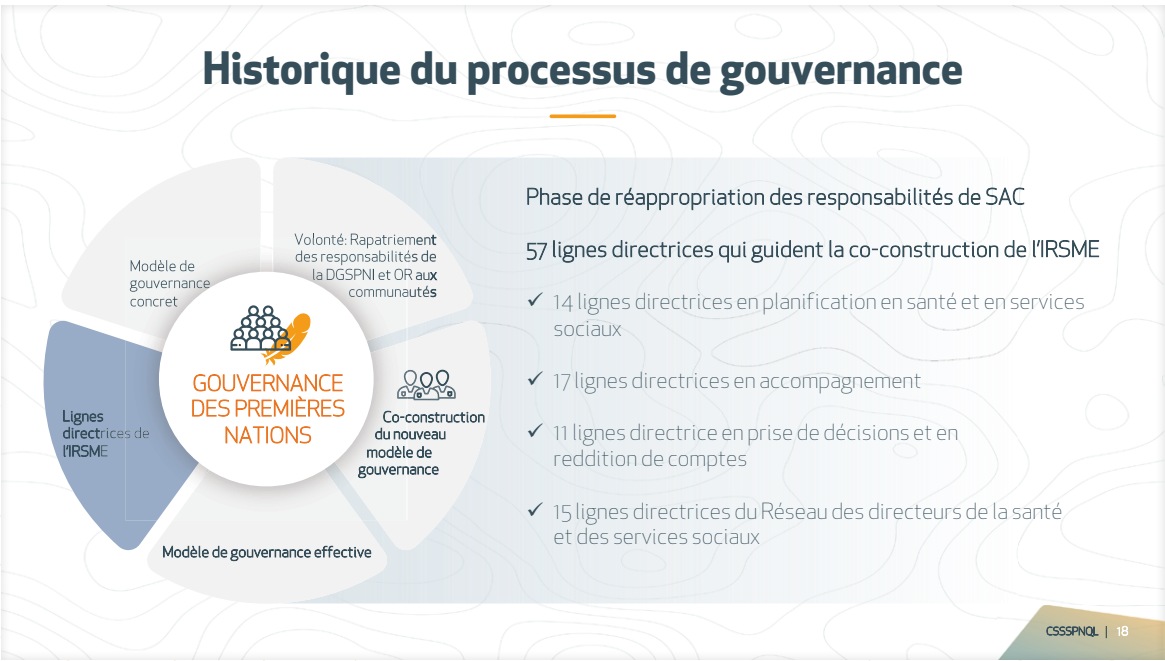 Historique du processus de gouvernance
Volonté: Rapatriement
des responsabilités de
la DGSPNI et OR aux
communautés
Co-construction
du nouveau
modèle de
gouvernance
Modèle de gouvernance effective
Lignes
directrices de
l'IRSME
Modèle de
gouvernance
concret
GOUVERNANCE
DES PREMIÈRES
NATIONS
Phase de réappropriation des responsabilités de SAC
57 lignes directrices qui guident la co-construction de l'IRSME
✓ 14 lignes directrices en planification en santé et en services
sociaux
✓ 17 lignes directrices en accompagnement
✓ 11 lignes directrice en prise de décisions et en
reddition de comptes
✓ 15 lignes directrices du Réseau des directeurs de la santé
et des services sociaux
CSSSPNQL | 18